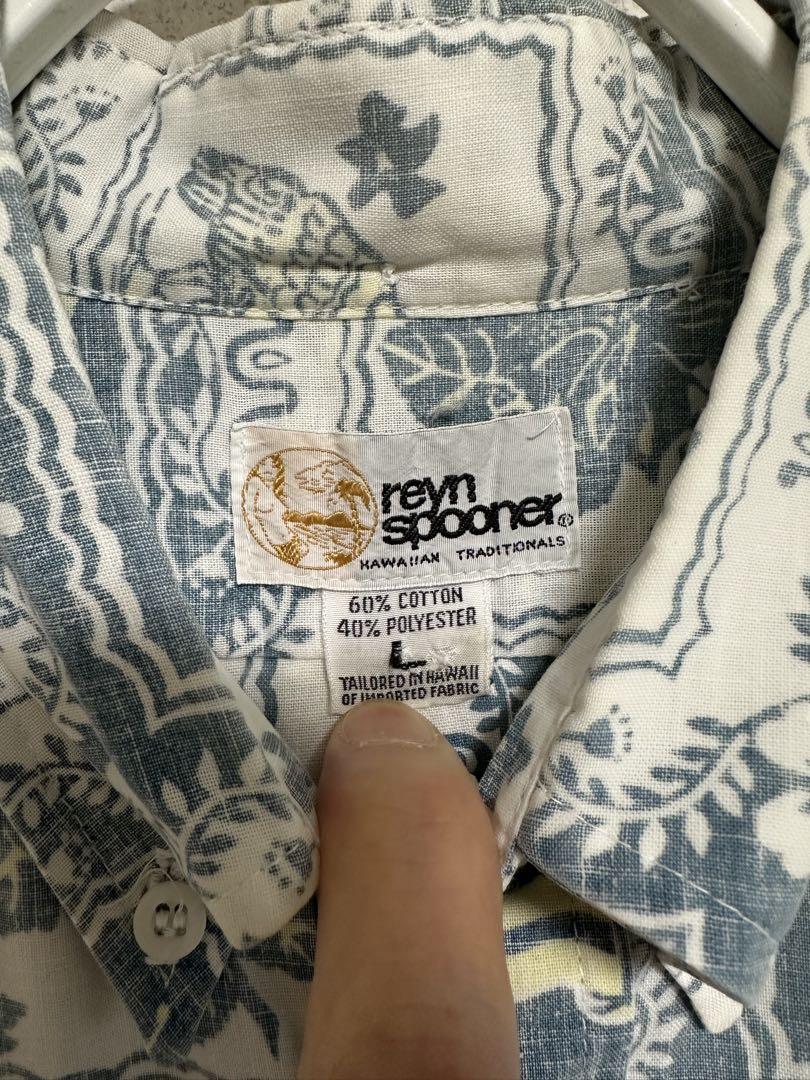 reyn
spooner®
HAWAIIAN TRADITIONALS
60% COTTON
40% POLYESTER
L
TAILORED IN HAWAII
OF IMPORTED FABRIC